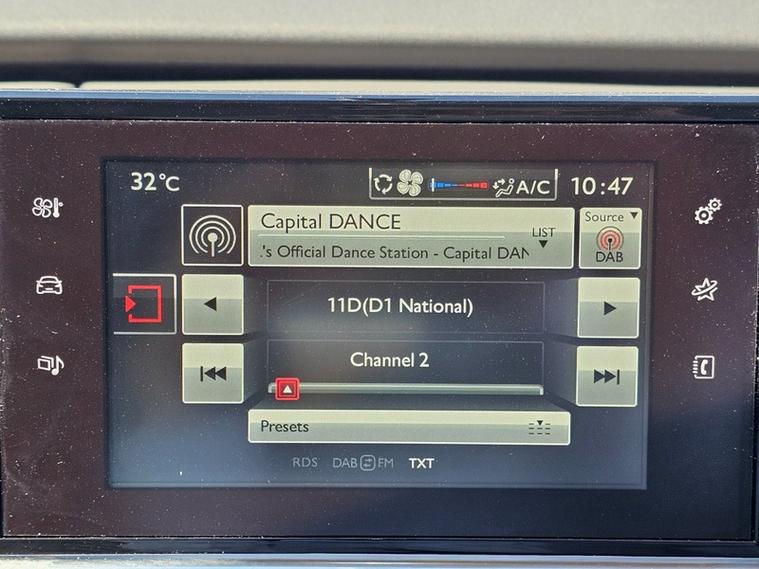 32°C A/C 10:47
Capital DANCE
LIST
Source
.'s Official Dance Station - Capital DAN
DAB
11D(D1 National)
Channel 2
Presets
RDS DAB FM TXT